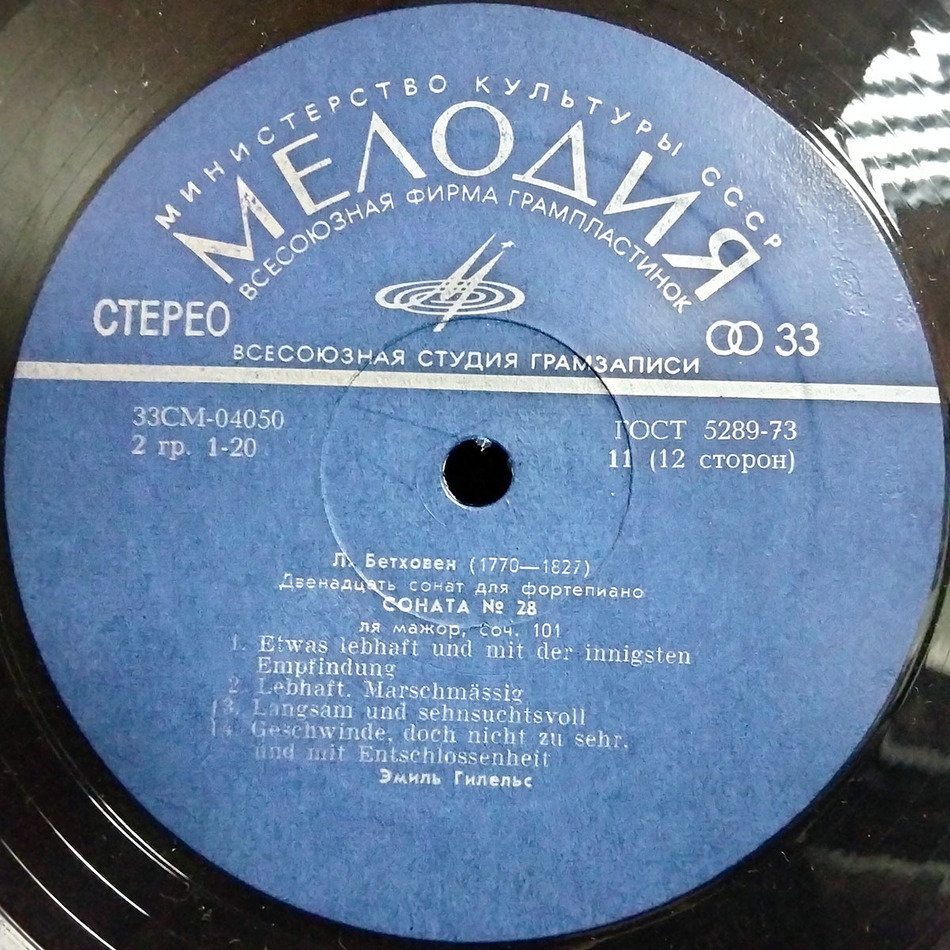 МИНИСТЕРСТВО КУЛЬТУРЫ СССР
МЕЛОДИЯ
ВСЕСОЮЗНАЯ ФИРМА ГРАМПЛАСТИНОК
СТЕРЕО
33
ВСЕСОЮЗНАЯ СТУДИЯ ГРАМЗАПИСИ
33СМ-04050
ГОСТ 5289-73
2 гр. 1-20
11 (12 сторон)
Л. Бетховен (1770—1827)
Двенадцать сонат для фортепиано
СОНАТА № 28
ля мажор, соч. 101
1. Etwas lebhaft und mit der innigsten
Empfindung
2. Lebhaft. Marschmässig
3. Langsam und sehnsuchtsvoll
4. Geschwinde, doch nicht zu sehr,
und mit Entschlossenheit
Эмиль Гилельс